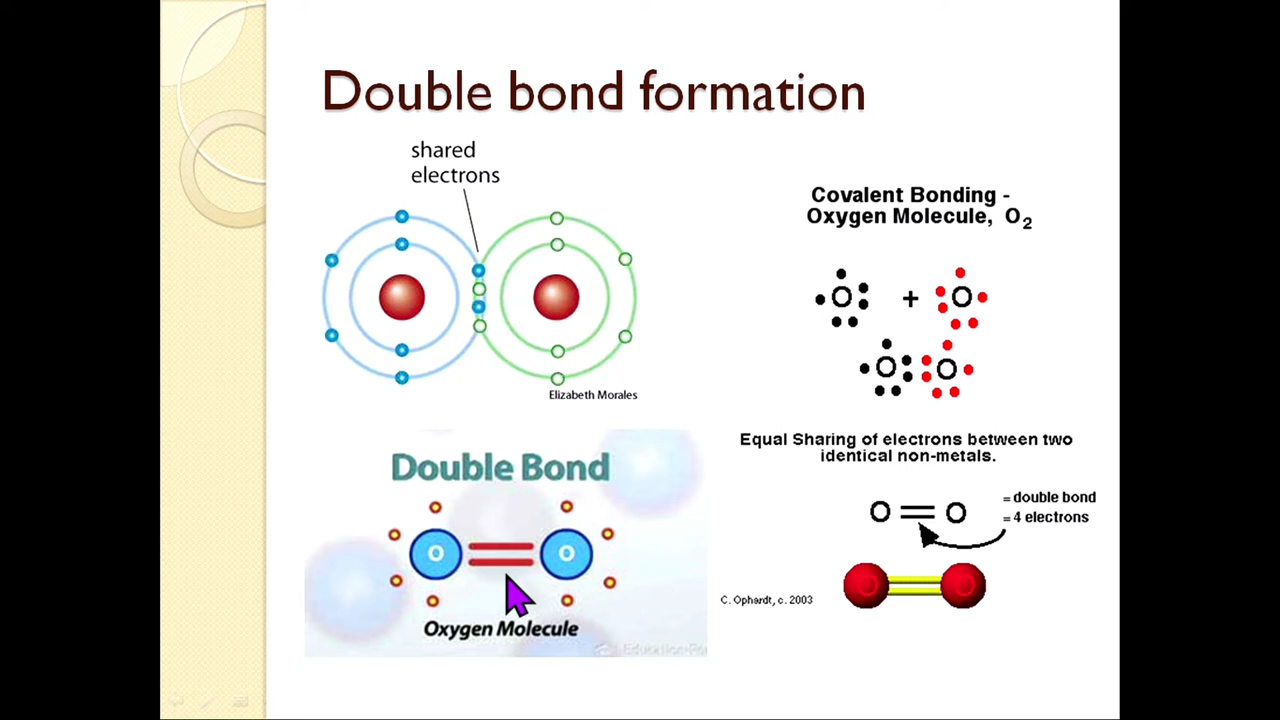 Double bond formation
shared
electrons
Elizabeth Morales
Covalent Bonding -
Oxygen Molecule, O2
O + O
O O
Equal Sharing of electrons between two
identical non-metals.
O = O
= double bond
= 4 electrons
C. Ophardt, c. 2003
Double Bond
O O
Oxygen Molecule